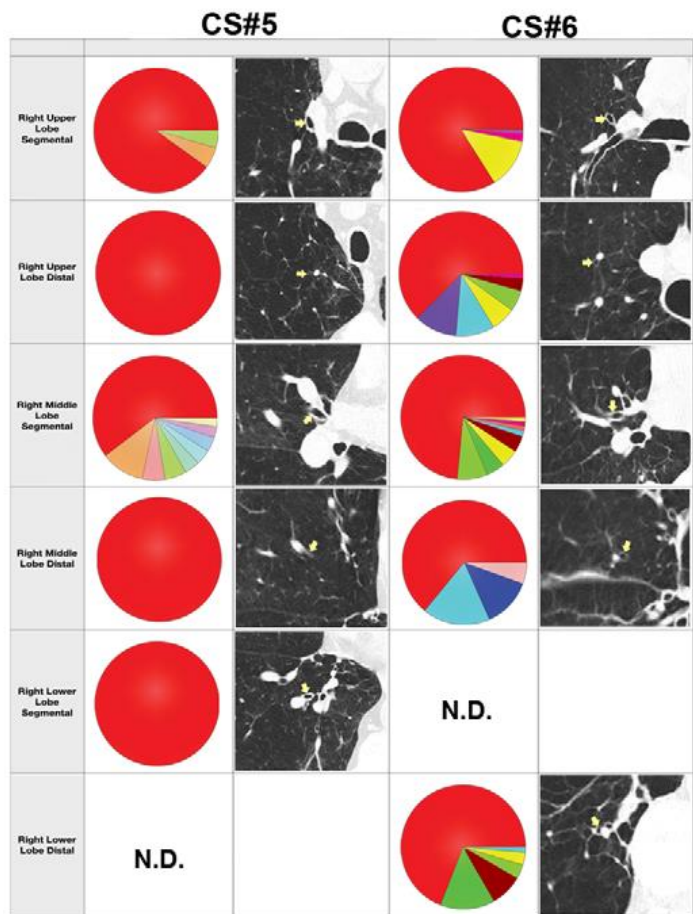 CS#5 CS#6
Right Upper
Lobe
Segmental
Right Upper
Lobe Distal
Right Middle
Lobe
Segmental
Right Middle
Lobe Distal
Right Lower
Lobe
Segmental
N.D.
Right Lower
Lobe Distal
N.D.